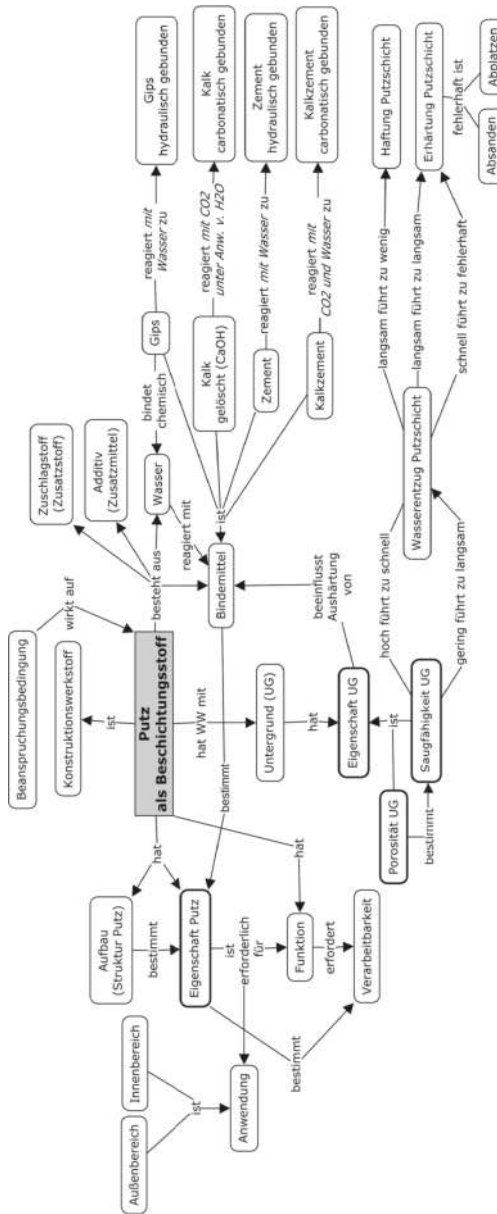 Beanspruchungsbedingung
wirkt auf
Konstruktionswerkstoff
ist
Putz
als Beschichtungsstoff
besteht aus
Zuschlagstoff
(Zusatzstoff)
Additiv
(Zusatzmittel)
Wasser
reagiert mit
bindet
chemisch
Gips
reagiert mit
Wasser zu
Gips
hydraulisch gebunden
Kalk
gelöscht (CaOH)
reagiert mit CO2
unter Anw. v. H2O
Kalk
carbonatisch gebunden
Zement
reagiert mit Wasser zu
Zement
hydraulisch gebunden
Kalkzement
reagiert mit
CO2 und Wasser zu
Kalkzement
carbonatisch gebunden
ist
Bindemittel
bestimmt
hat WW mit
Untergrund (UG)
hat
Eigenschaft UG
beeinflusst
Aushärtung
von
ist
Porosität UG
bestimmt
Saugfähigkeit UG
hoch führt zu schnell
gering führt zu langsam
Wasserentzug Putzschicht
langsam führt zu wenig
langsam führt zu langsam
schnell führt zu fehlerhaft
Haftung Putzschicht
Erhärtung Putzschicht
fehlerhaft ist
Absanden
Abplatzen
hat
Aufbau
(Struktur Putz)
bestimmt
Eigenschaft Putz
ist
erforderlich
für
hat
Funktion
erfordert
Verarbeitbarkeit
bestimmt
Anwendung
ist
Außenbereich
Innenbereich